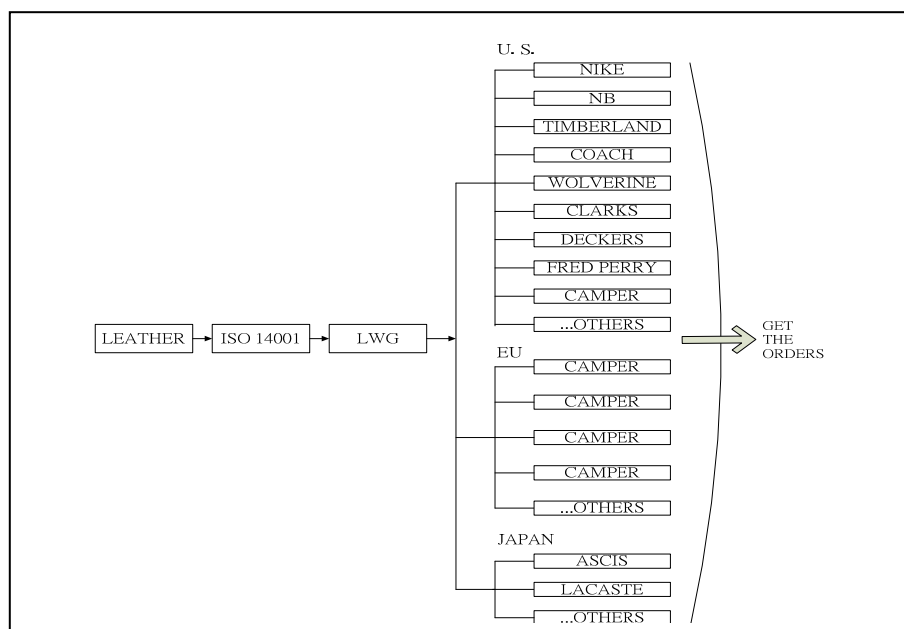 U. S.
NIKE
NB
TIMBERLAND
COACH
WOLVERINE
CLARKS
DECKERS
FRED PERRY
CAMPER
...OTHERS
LEATHER
ISO 14001
LWG
EU
CAMPER
CAMPER
CAMPER
CAMPER
...OTHERS
JAPAN
ASCIS
LACASTE
...OTHERS
GET
THE
ORDERS